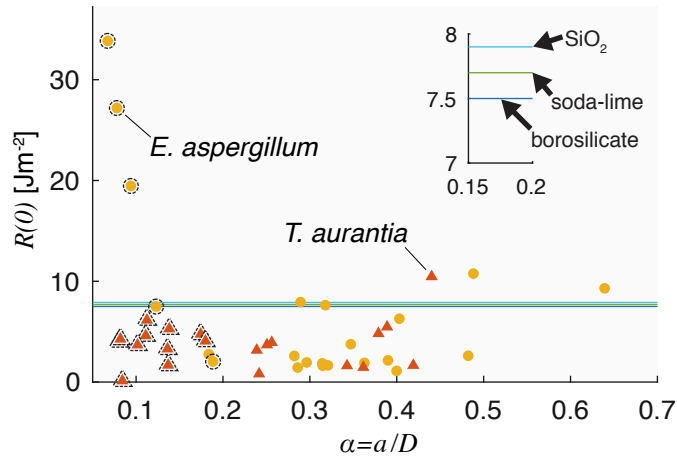 8
7.5
7
0.15
0.2
SiO₂
soda-lime
borosilicate
30
20
10
0
R(0) [Jm⁻²]
E. aspergillum
T. aurantia
0.1
0.2
0.3
0.4
0.5
0.6
0.7
α=a/D